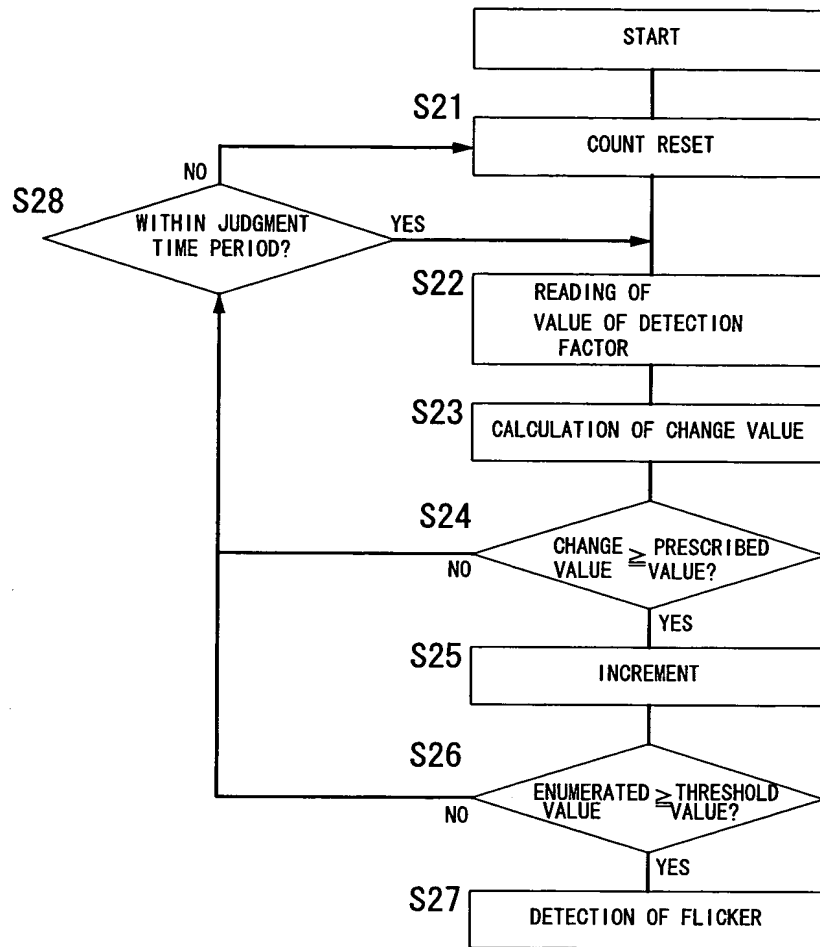 START
S21
COUNT RESET
NO
S28
WITHIN JUDGMENT
TIME PERIOD?
YES
S22
READING OF
VALUE OF DETECTION
FACTOR
S23
CALCULATION OF CHANGE VALUE
S24
CHANGE ≧ PRESCRIBED
VALUE VALUE?
NO
YES
S25
INCREMENT
S26
ENUMERATED ≧ THRESHOLD
VALUE VALUE?
NO
YES
S27
DETECTION OF FLICKER